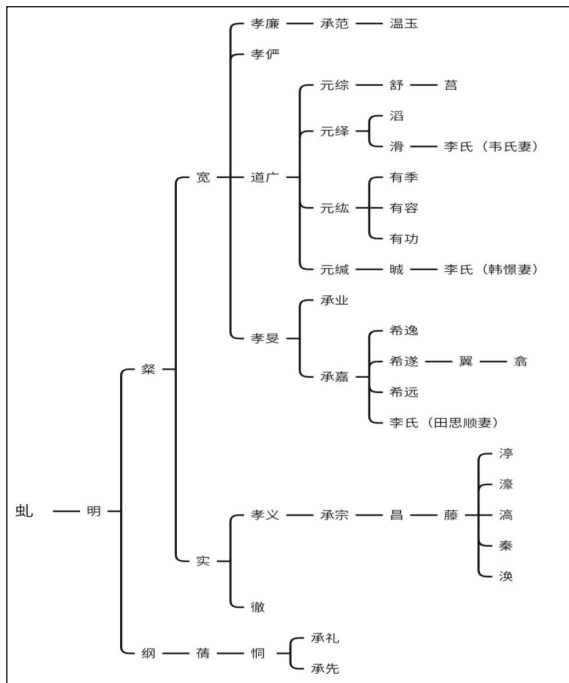 孝廉
承范
温玉
孝俨
元综
舒
莒
元绎
滔
滑
李氏（韦氏妻）
宽
道广
元纮
有季
有容
有功
元缄
晠
李氏（韩憬妻）
孝旻
承业
承嘉
希逸
希遂
翼
翕
希远
李氏（田思顺妻）
粲
虬
明
实
孝义
承宗
昌
藤
渟
濠
滈
秦
涣
徹
纲
蒨
恫
承礼
承先